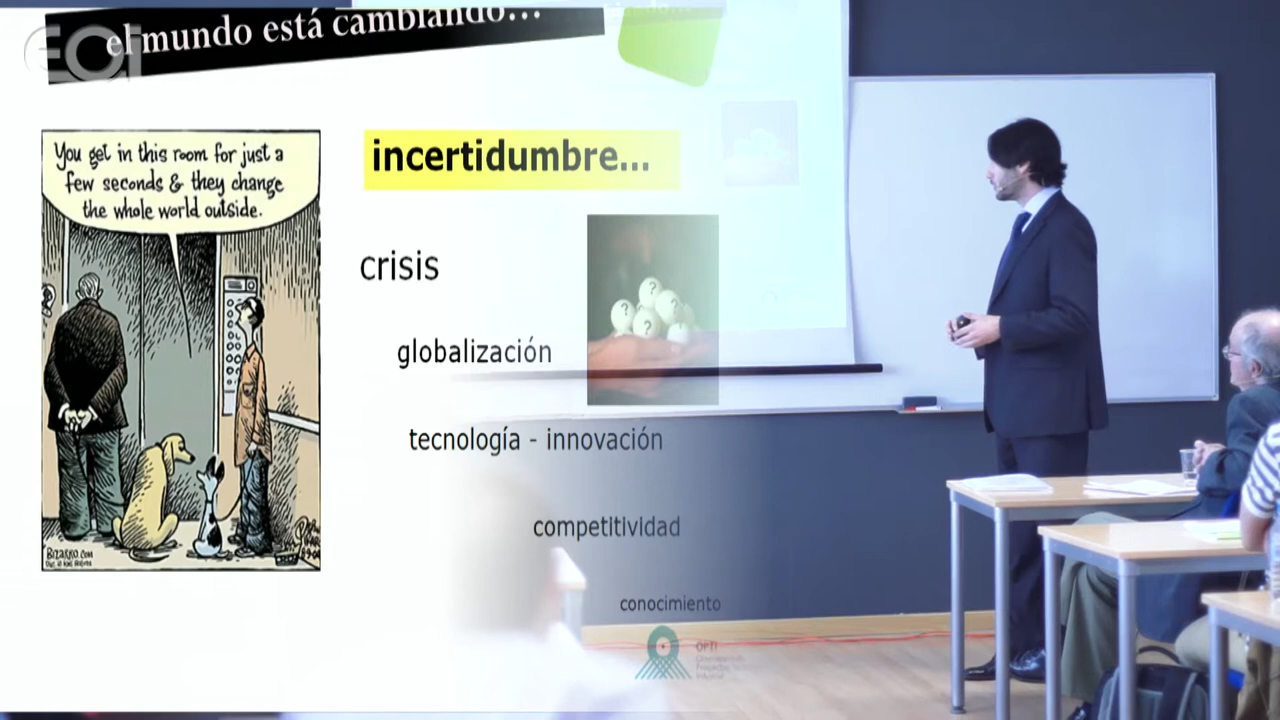 EOi
el mundo está cambiando...
You get in this room for just a
few seconds & they change
the whole world outside.
incertidumbre...
crisis
?
?
globalización
tecnología - innovación
competitividad
conocimiento
BIZARRO.COM
OPTI